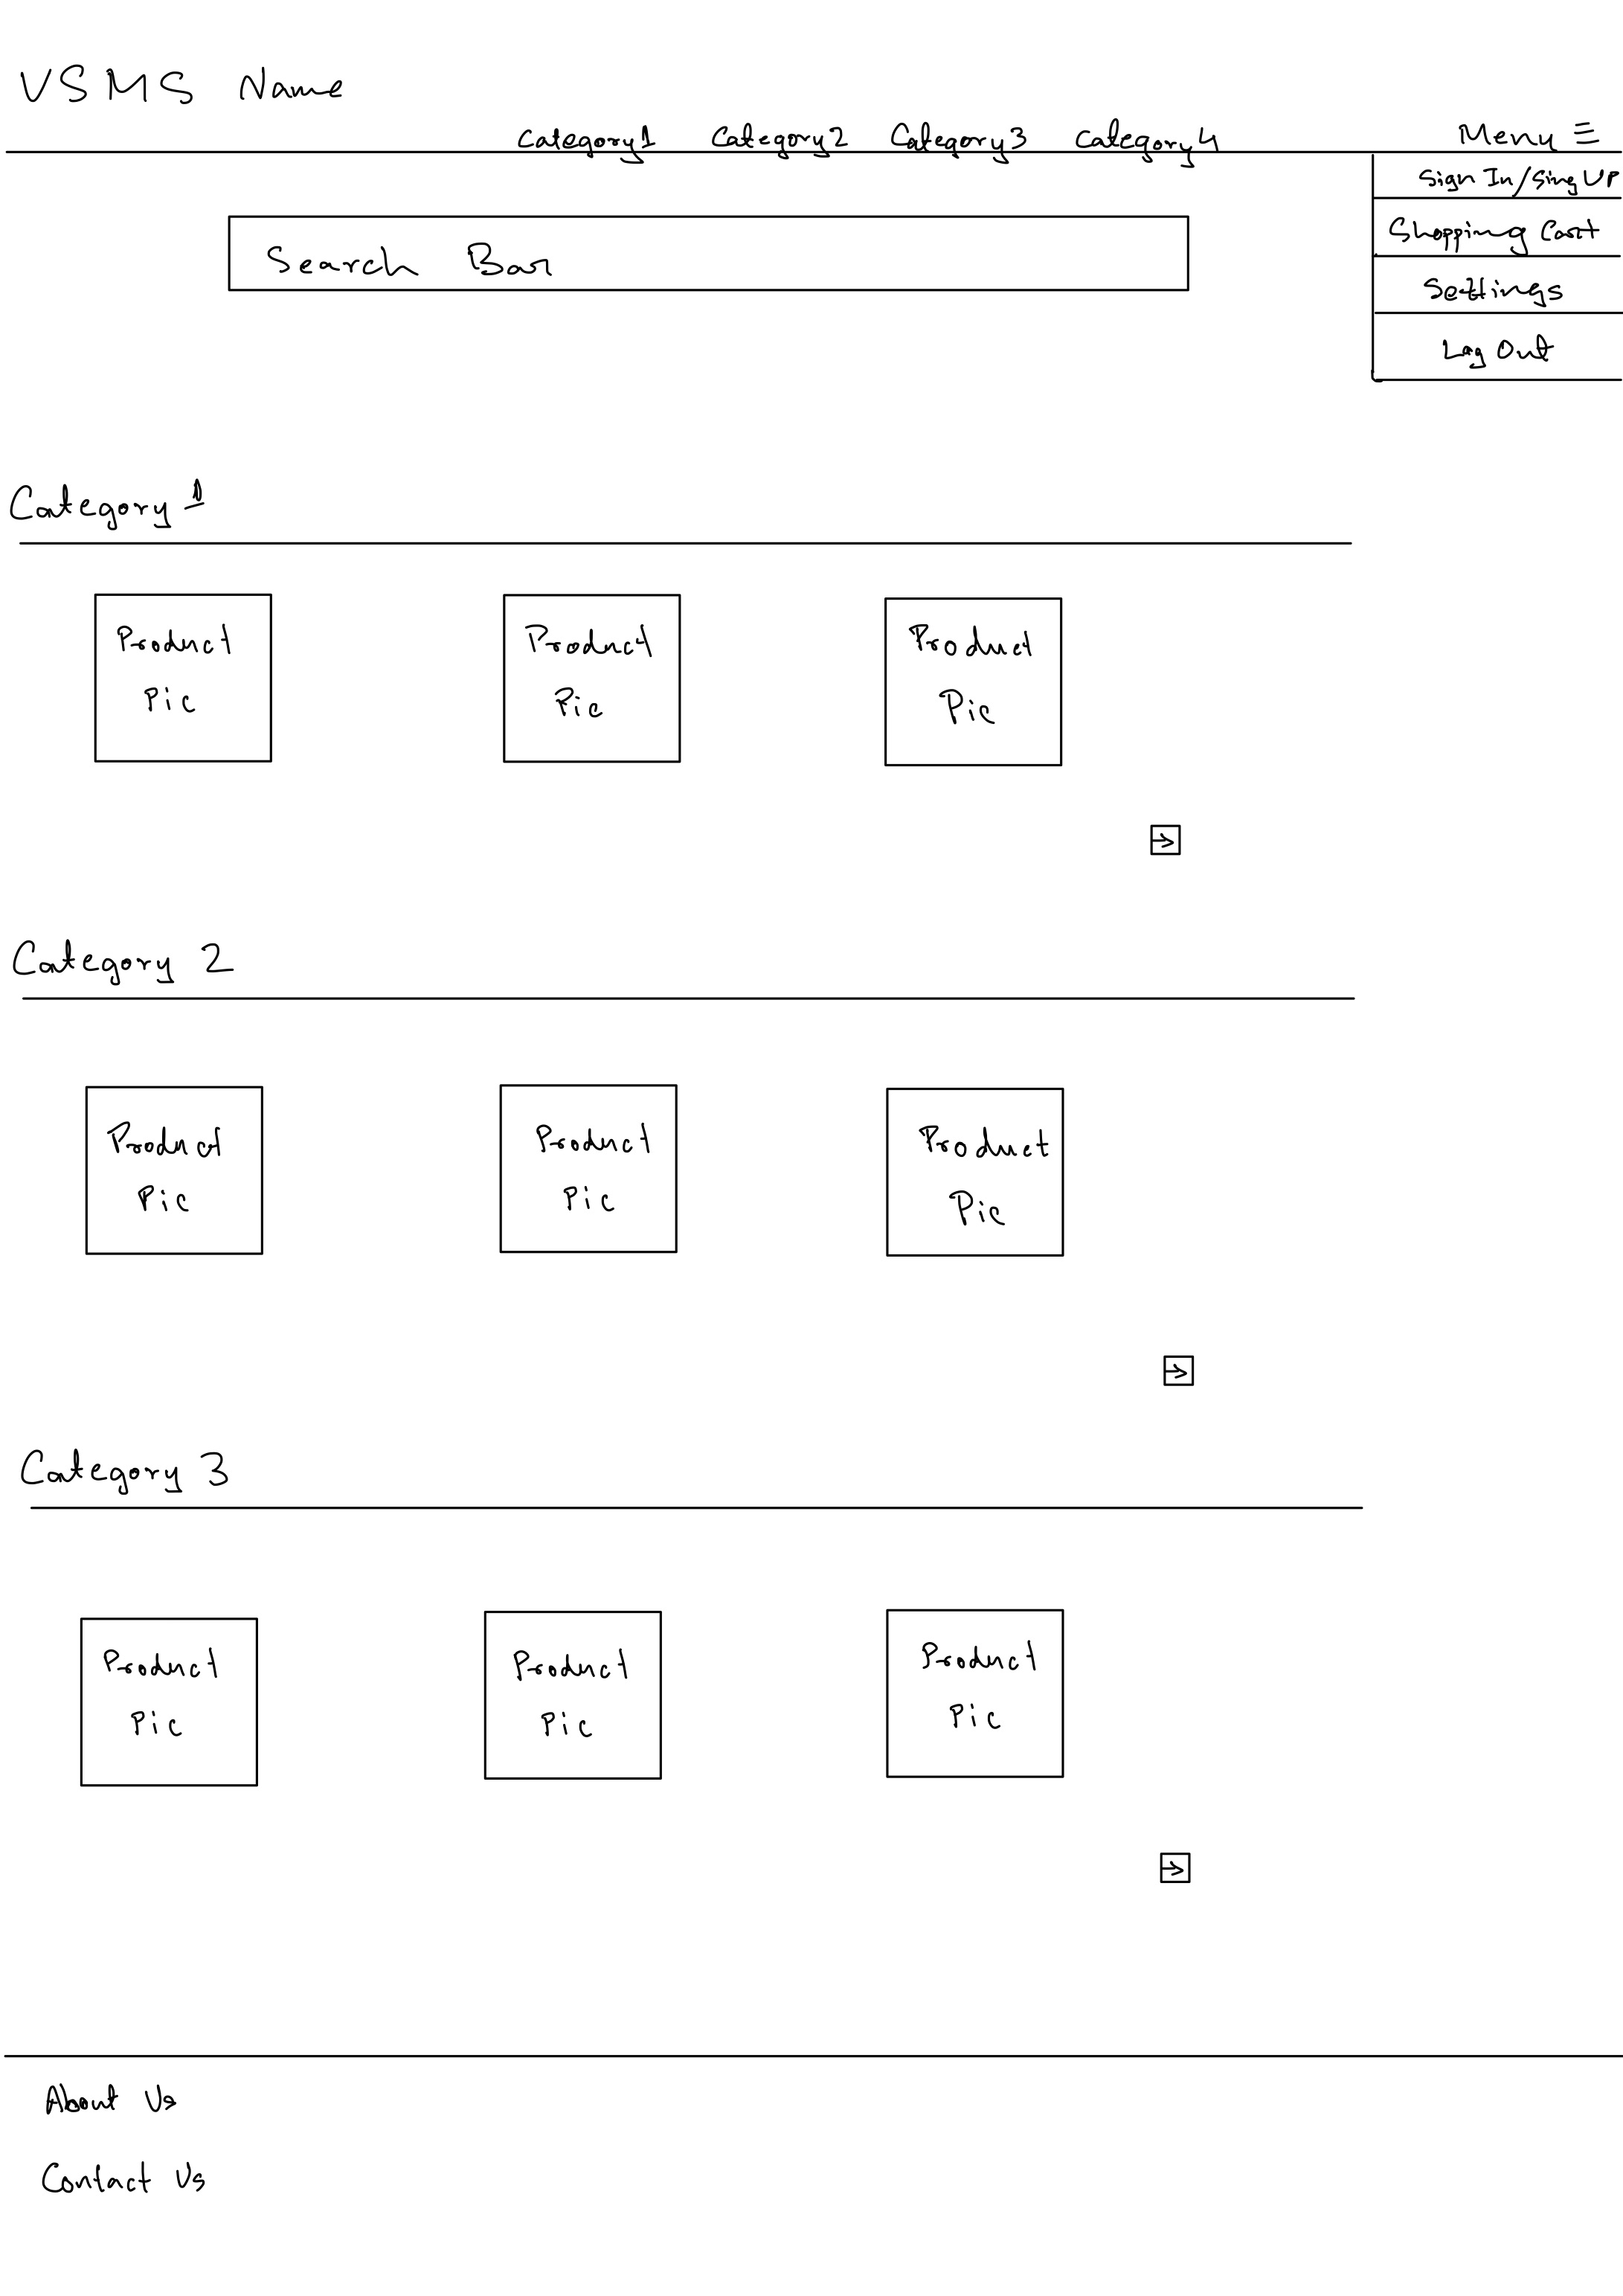 VSMS Name
Category1 Category2 Category3 Category4 Menu
Sign In/Sing UP
Shopping Cart
Search Bar
Settings
Log Out
Category 1
Product Product Product
Pic Pic Pic
Category 2
Product Product Product
Pic Pic Pic
Category 3
Product Product Product
Pic Pic Pic
About Us
Contact Us